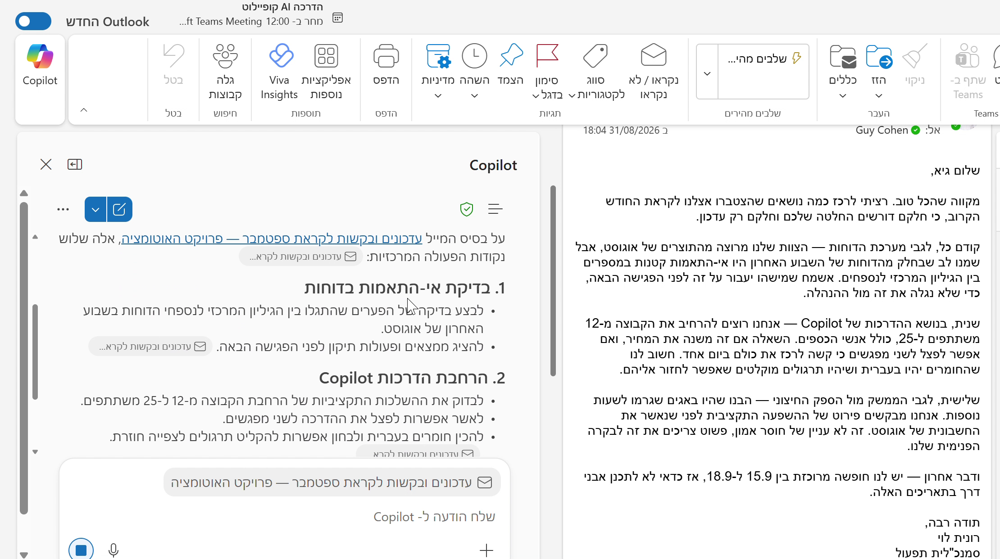 הדרכה AI קופיילוט
מחר ב- 12:00 ft Teams Meeting...
Outlook החדש
שתף ב-
Teams
Teams
ניקוי
הזז
כללים
העבר
שלבים מהי...
שלבים מהירים
נקראו / לא
נקראו
סווג
לקטגוריות
סימון
בדגל
הצמד
השהה
מדיניות
תגיות
הדפס
הדפס
אפליקציות
נוספות
Viva
Insights
תוספות
גלה
קבוצות
חיפוש
בטל
בטל
Copilot
אל: Guy Cohen
ב 31/08/2026 18:04
שלום גיא,
מקווה שהכל טוב. רציתי לרכז כמה נושאים שהצטברו אצלנו לקראת החודש
הקרוב, כי חלקם דורשים החלטה שלכם וחלקם רק עדכון.
קודם כל, לגבי מערכת הדוחות — הצוות שלנו מרוצה מהתוצרים של אוגוסט, אבל
שמנו לב שבחלק מהדוחות של השבוע האחרון היו אי-התאמות קטנות במספרים
בין הגיליון המרכזי לנספחים. אשמח שמישהו יעבור על זה לפני הפגישה הבאה,
כדי שלא נגלה את זה מול ההנהלה.
שנית, בנושא ההדרכות של Copilot — אנחנו רוצים להרחיב את הקבוצה מ-12
משתתפים ל-25, כולל אנשי הכספים. השאלה אם זה משנה את המחיר, ואם
אפשר לפצל לשני מפגשים כי קשה לרכז את כולם ביום אחד. חשוב לנו
שהחומרים יהיו בעברית ושיהיו תרגולים מוקלטים שאפשר לחזור אליהם.
שלישית, לגבי הממשק מול הספק החיצוני — הבנו שהיו באגים שגרמו לשעות
נוספות. אנחנו מבקשים פירוט של ההשפעה התקציבית לפני שנאשר את
החשבונית של אוגוסט. זה לא עניין של חוסר אמון, פשוט צריכים את זה לבקרה
הפנימית שלנו.
ודבר אחרון — יש לנו חופשה מרוכזת בין 15.9 ל-18.9, אז כדאי לא לתכנן אבני
דרך בתאריכים האלה.
תודה רבה,
רונית לוי
סמנכ"לית תפעול
Copilot
על בסיס המייל עדכונים ובקשות לקראת ספטמבר — פרויקט האוטומציה, אלה שלוש
נקודות הפעולה המרכזיות: עדכונים ובקשות לקרא...
1. בדיקת אי-התאמות בדוחות
• לבצע בדיקה של הפערים שהתגלו בין הגיליון המרכזי לנספחי הדוחות בשבוע
האחרון של אוגוסט.
• להציג ממצאים ופעולות תיקון לפני הפגישה הבאה. עדכונים ובקשות לקרא...
2. הרחבת הדרכות Copilot
• לבדוק את ההשלכות התקציביות של הרחבת הקבוצה מ-12 ל-25 משתתפים.
• לאשר אפשרות לפצל את ההדרכה לשני מפגשים.
• להכין חומרים בעברית ולבחון אפשרות להקליט תרגולים לצפייה חוזרת.
עדכונים ובקשות לקרא
עדכונים ובקשות לקראת ספטמבר — פרויקט האוטומציה
שלח הודעה ל- Copilot